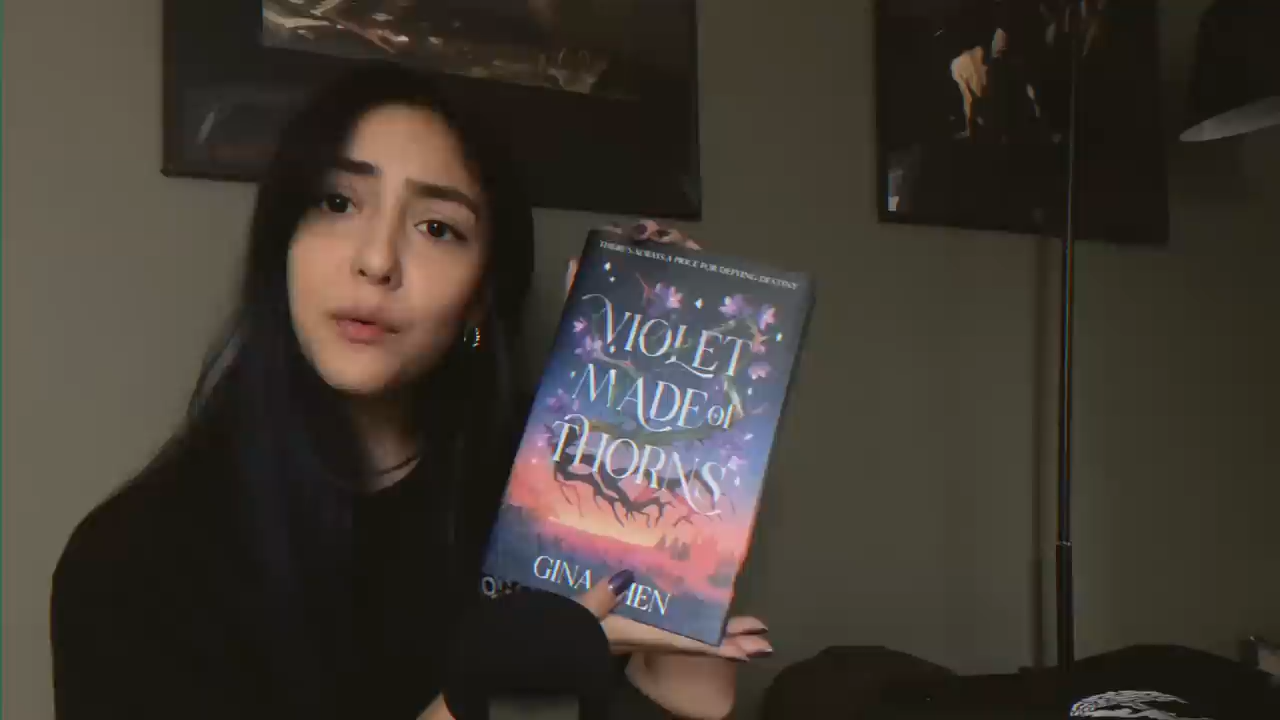 THERE'S ALWAYS A PRICE FOR DEFYING DESTINY
VIOLET
MADE of
THORNS
GINA